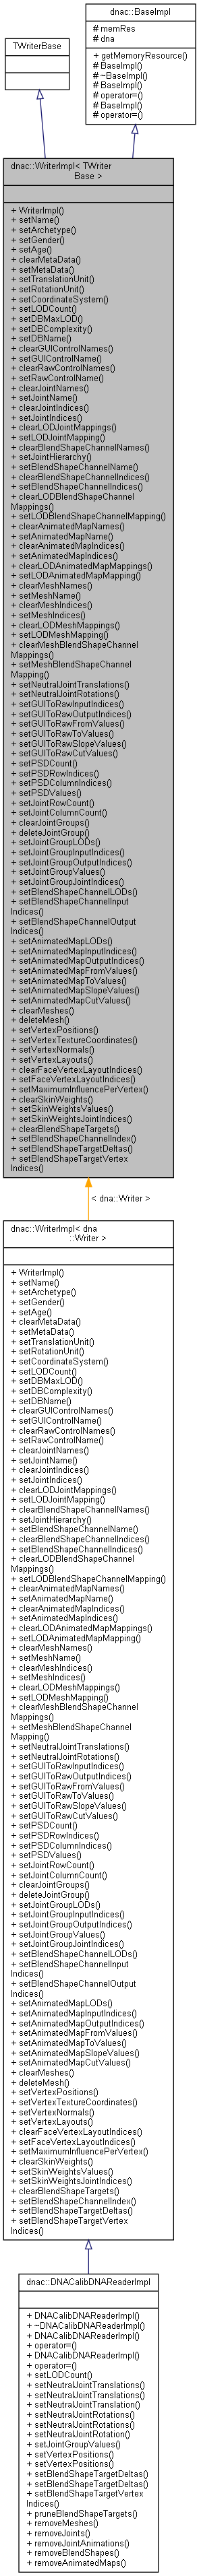 dnac::BaseImpl
# memRes
# dna
+ getMemoryResource()
# BaseImpl()
# ~BaseImpl()
# BaseImpl()
# operator=()
# BaseImpl()
# operator=()
TWriterBase
dnac::WriterImpl< TWriter
Base >
+ WriterImpl()
+ setName()
+ setArchetype()
+ setGender()
+ setAge()
+ clearMetaData()
+ setMetaData()
+ setTranslationUnit()
+ setRotationUnit()
+ setCoordinateSystem()
+ setLODCount()
+ setDBMaxLOD()
+ setDBComplexity()
+ setDBName()
+ clearGUIControlNames()
+ setGUIControlName()
+ clearRawControlNames()
+ setRawControlName()
+ clearJointNames()
+ setJointName()
+ clearJointIndices()
+ setJointIndices()
+ clearLODJointMappings()
+ setLODJointMapping()
+ clearBlendShapeChannelNames()
+ setJointHierarchy()
+ setBlendShapeChannelName()
+ clearBlendShapeChannelIndices()
+ setBlendShapeChannelIndices()
+ clearLODBlendShapeChannel
Mappings()
+ setLODBlendShapeChannelMapping()
+ clearAnimatedMapNames()
+ setAnimatedMapName()
+ clearAnimatedMapIndices()
+ setAnimatedMapIndices()
+ clearLODAnimatedMapMappings()
+ setLODAnimatedMapMapping()
+ clearMeshNames()
+ setMeshName()
+ clearMeshIndices()
+ setMeshIndices()
+ clearLODMeshMappings()
+ setLODMeshMapping()
+ clearMeshBlendShapeChannel
Mappings()
+ setMeshBlendShapeChannel
Mapping()
+ setNeutralJointTranslations()
+ setNeutralJointRotations()
+ setGUIToRawInputIndices()
+ setGUIToRawOutputIndices()
+ setGUIToRawFromValues()
+ setGUIToRawToValues()
+ setGUIToRawSlopeValues()
+ setGUIToRawCutValues()
+ setPSDCount()
+ setPSDRowIndices()
+ setPSDColumnIndices()
+ setPSDValues()
+ setJointRowCount()
+ setJointColumnCount()
+ clearJointGroups()
+ deleteJointGroup()
+ setJointGroupLODs()
+ setJointGroupInputIndices()
+ setJointGroupOutputIndices()
+ setJointGroupValues()
+ setJointGroupJointIndices()
+ setBlendShapeChannelLODs()
+ setBlendShapeChannelInput
Indices()
+ setBlendShapeChannelOutput
Indices()
+ setAnimatedMapLODs()
+ setAnimatedMapInputIndices()
+ setAnimatedMapOutputIndices()
+ setAnimatedMapFromValues()
+ setAnimatedMapToValues()
+ setAnimatedMapSlopeValues()
+ setAnimatedMapCutValues()
+ clearMeshes()
+ deleteMesh()
+ setVertexPositions()
+ setVertexTextureCoordinates()
+ setVertexNormals()
+ setVertexLayouts()
+ clearFaceVertexLayoutIndices()
+ setFaceVertexLayoutIndices()
+ setMaximumInfluencePerVertex()
+ clearSkinWeights()
+ setSkinWeightsValues()
+ setSkinWeightsJointIndices()
+ clearBlendShapeTargets()
+ setBlendShapeChannelIndex()
+ setBlendShapeTargetDeltas()
+ setBlendShapeTargetVertex
Indices()
< dna::Writer >
dnac::WriterImpl< dna
::Writer >
+ WriterImpl()
+ setName()
+ setArchetype()
+ setGender()
+ setAge()
+ clearMetaData()
+ setMetaData()
+ setTranslationUnit()
+ setRotationUnit()
+ setCoordinateSystem()
+ setLODCount()
+ setDBMaxLOD()
+ setDBComplexity()
+ setDBName()
+ clearGUIControlNames()
+ setGUIControlName()
+ clearRawControlNames()
+ setRawControlName()
+ clearJointNames()
+ setJointName()
+ clearJointIndices()
+ setJointIndices()
+ clearLODJointMappings()
+ setLODJointMapping()
+ clearBlendShapeChannelNames()
+ setJointHierarchy()
+ setBlendShapeChannelName()
+ clearBlendShapeChannelIndices()
+ setBlendShapeChannelIndices()
+ clearLODBlendShapeChannel
Mappings()
+ setLODBlendShapeChannelMapping()
+ clearAnimatedMapNames()
+ setAnimatedMapName()
+ clearAnimatedMapIndices()
+ setAnimatedMapIndices()
+ clearLODAnimatedMapMappings()
+ setLODAnimatedMapMapping()
+ clearMeshNames()
+ setMeshName()
+ clearMeshIndices()
+ setMeshIndices()
+ clearLODMeshMappings()
+ setLODMeshMapping()
+ clearMeshBlendShapeChannel
Mappings()
+ setMeshBlendShapeChannel
Mapping()
+ setNeutralJointTranslations()
+ setNeutralJointRotations()
+ setGUIToRawInputIndices()
+ setGUIToRawOutputIndices()
+ setGUIToRawFromValues()
+ setGUIToRawToValues()
+ setGUIToRawSlopeValues()
+ setGUIToRawCutValues()
+ setPSDCount()
+ setPSDRowIndices()
+ setPSDColumnIndices()
+ setPSDValues()
+ setJointRowCount()
+ setJointColumnCount()
+ clearJointGroups()
+ deleteJointGroup()
+ setJointGroupLODs()
+ setJointGroupInputIndices()
+ setJointGroupOutputIndices()
+ setJointGroupValues()
+ setJointGroupJointIndices()
+ setBlendShapeChannelLODs()
+ setBlendShapeChannelInput
Indices()
+ setBlendShapeChannelOutput
Indices()
+ setAnimatedMapLODs()
+ setAnimatedMapInputIndices()
+ setAnimatedMapOutputIndices()
+ setAnimatedMapFromValues()
+ setAnimatedMapToValues()
+ setAnimatedMapSlopeValues()
+ setAnimatedMapCutValues()
+ clearMeshes()
+ deleteMesh()
+ setVertexPositions()
+ setVertexTextureCoordinates()
+ setVertexNormals()
+ setVertexLayouts()
+ clearFaceVertexLayoutIndices()
+ setFaceVertexLayoutIndices()
+ setMaximumInfluencePerVertex()
+ clearSkinWeights()
+ setSkinWeightsValues()
+ setSkinWeightsJointIndices()
+ clearBlendShapeTargets()
+ setBlendShapeChannelIndex()
+ setBlendShapeTargetDeltas()
+ setBlendShapeTargetVertex
Indices()
dnac::DNACalibDNAReaderImpl
+ DNACalibDNAReaderImpl()
+ ~DNACalibDNAReaderImpl()
+ DNACalibDNAReaderImpl()
+ operator=()
+ DNACalibDNAReaderImpl()
+ operator=()
+ setLODCount()
+ setNeutralJointTranslations()
+ setNeutralJointTranslations()
+ setNeutralJointTranslation()
+ setNeutralJointRotations()
+ setNeutralJointRotations()
+ setNeutralJointRotation()
+ setJointGroupValues()
+ setVertexPositions()
+ setVertexPositions()
+ setBlendShapeTargetDeltas()
+ setBlendShapeTargetDeltas()
+ setBlendShapeTargetVertex
Indices()
+ pruneBlendShapeTargets()
+ removeMeshes()
+ removeJoints()
+ removeJointAnimations()
+ removeBlendShapes()
+ removeAnimatedMaps()